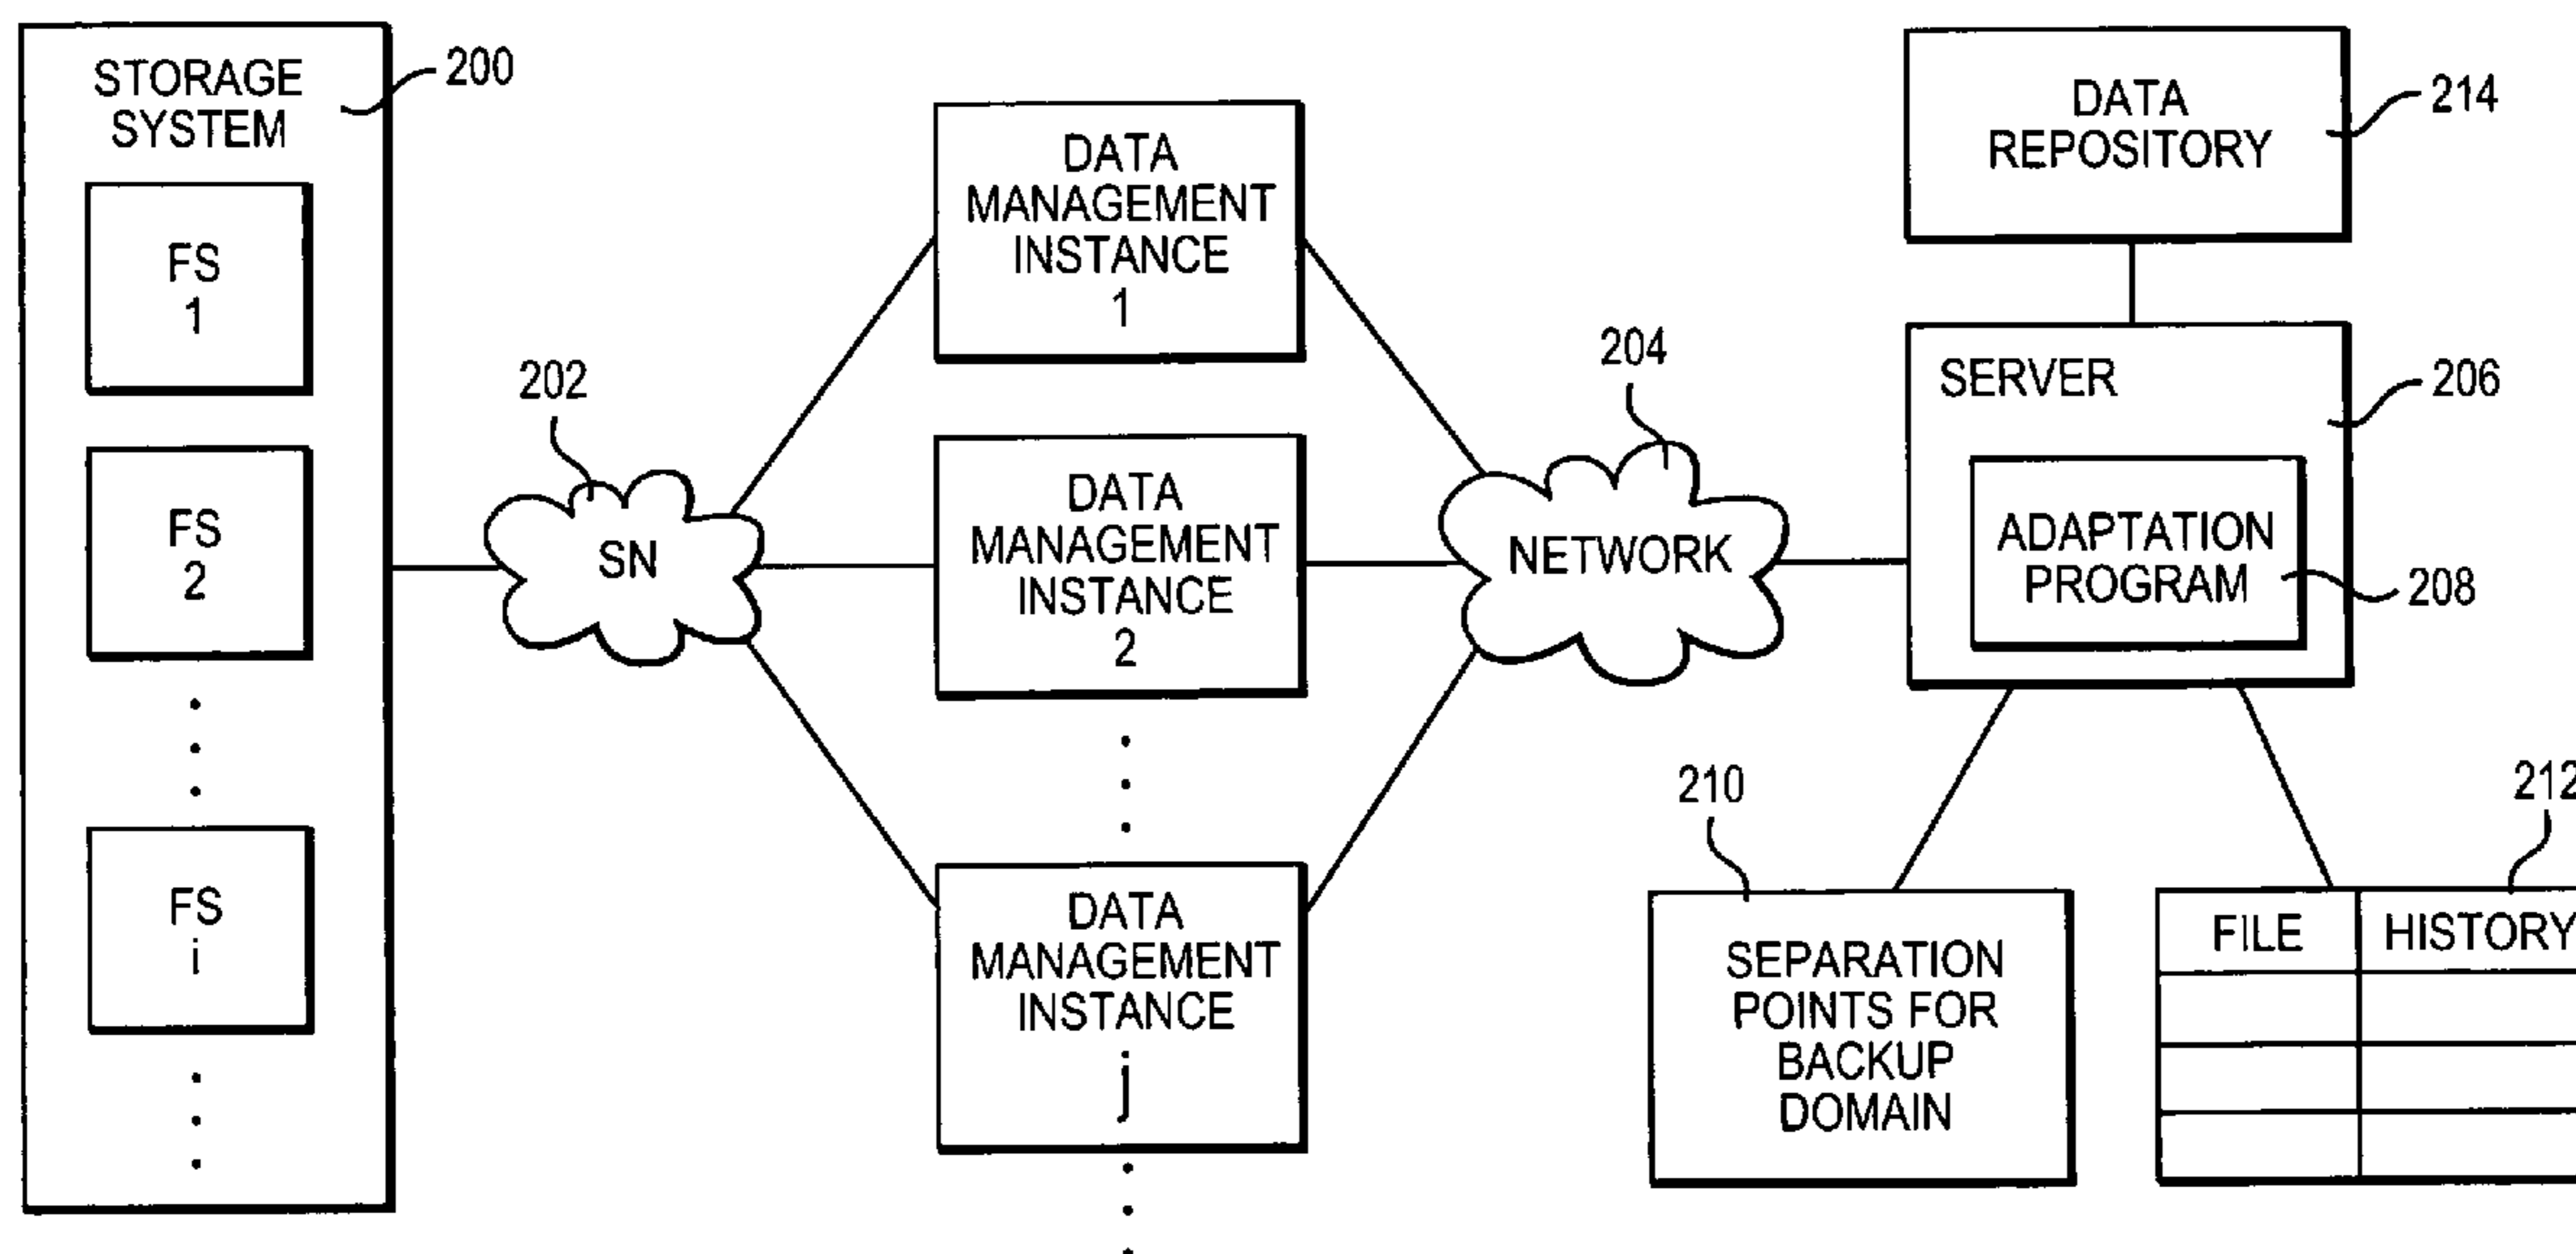 STORAGE
SYSTEM
200
FS
1
FS
2
FS
i
202
SN
DATA
MANAGEMENT
INSTANCE
1
DATA
MANAGEMENT
INSTANCE
2
DATA
MANAGEMENT
INSTANCE
j
204
NETWORK
DATA
REPOSITORY
214
SERVER
206
ADAPTATION
PROGRAM
208
210
SEPARATION
POINTS FOR
BACKUP
DOMAIN
212
FILE HISTORY